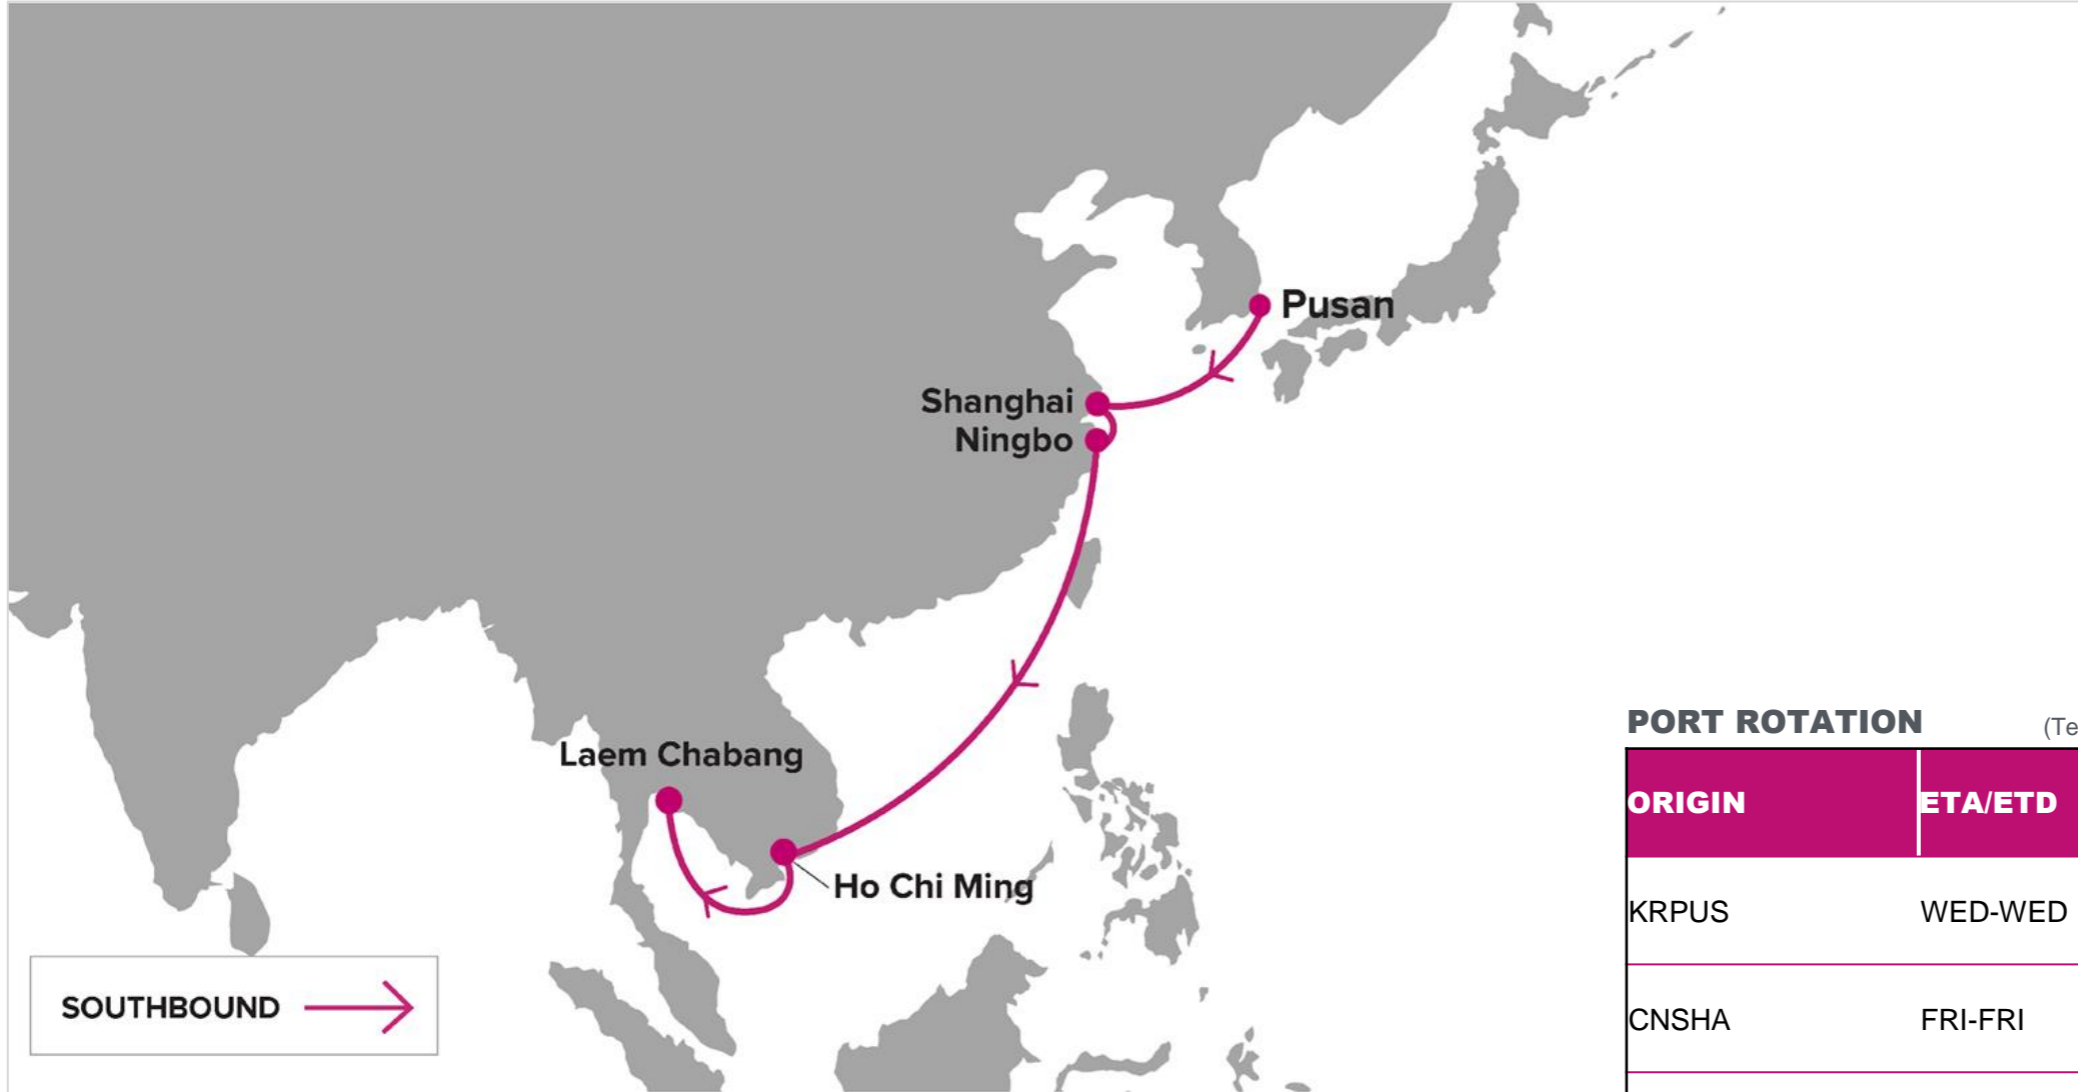 Pusan
Shanghai
Ningbo
Laem Chabang
Ho Chi Ming
SOUTHBOUND
PORT ROTATION (Te
ORIGIN ETA/ETD
KRPUS WED-WED
CNSHA FRI-FRI